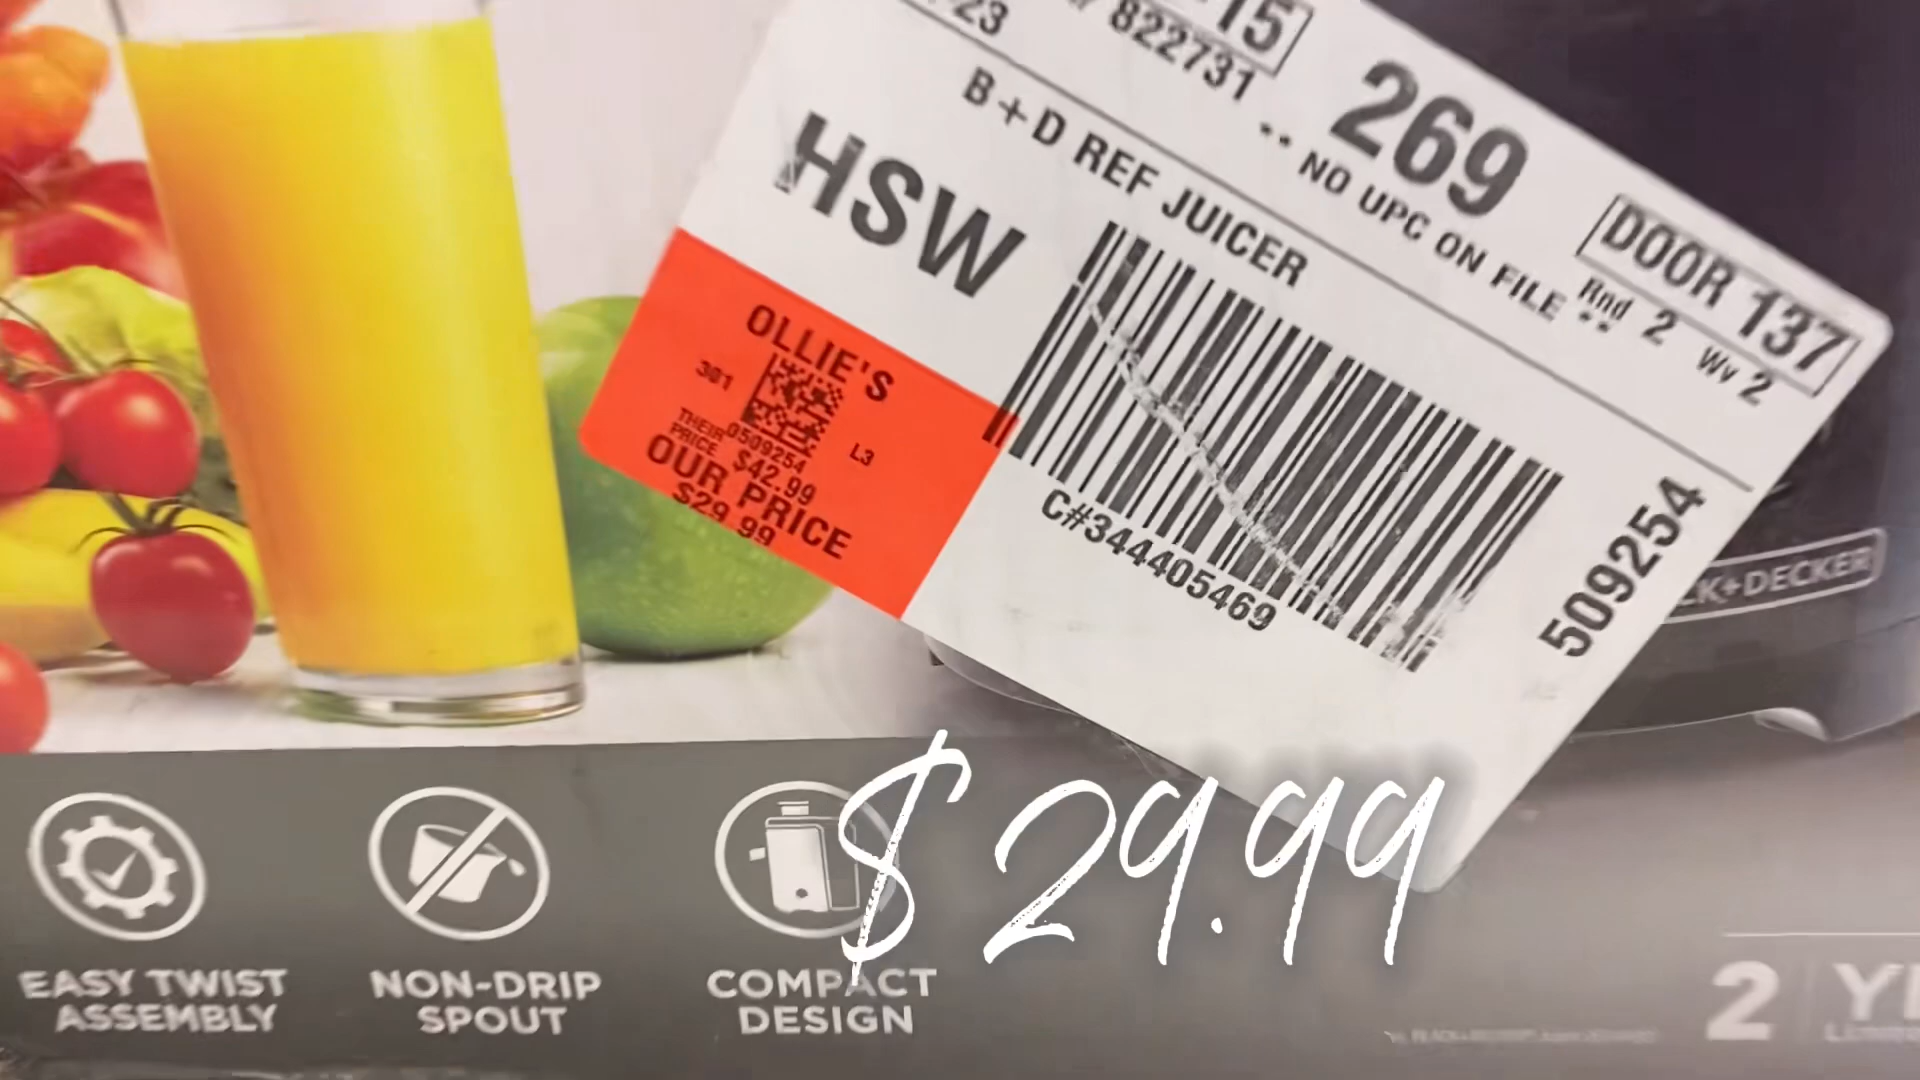 15
23
822731
269
B+D REF JUICER
** NO UPC ON FILE **
DOOR 137
Rnd 2 Wv 2
HSW
OLLIE'S
301
0509254
L3
THEIR PRICE $42.99
OUR PRICE
$29.99
C#344405469
509254
K+DECKER
$29.99
EASY TWIST
ASSEMBLY
NON-DRIP
SPOUT
COMPACT
DESIGN
2